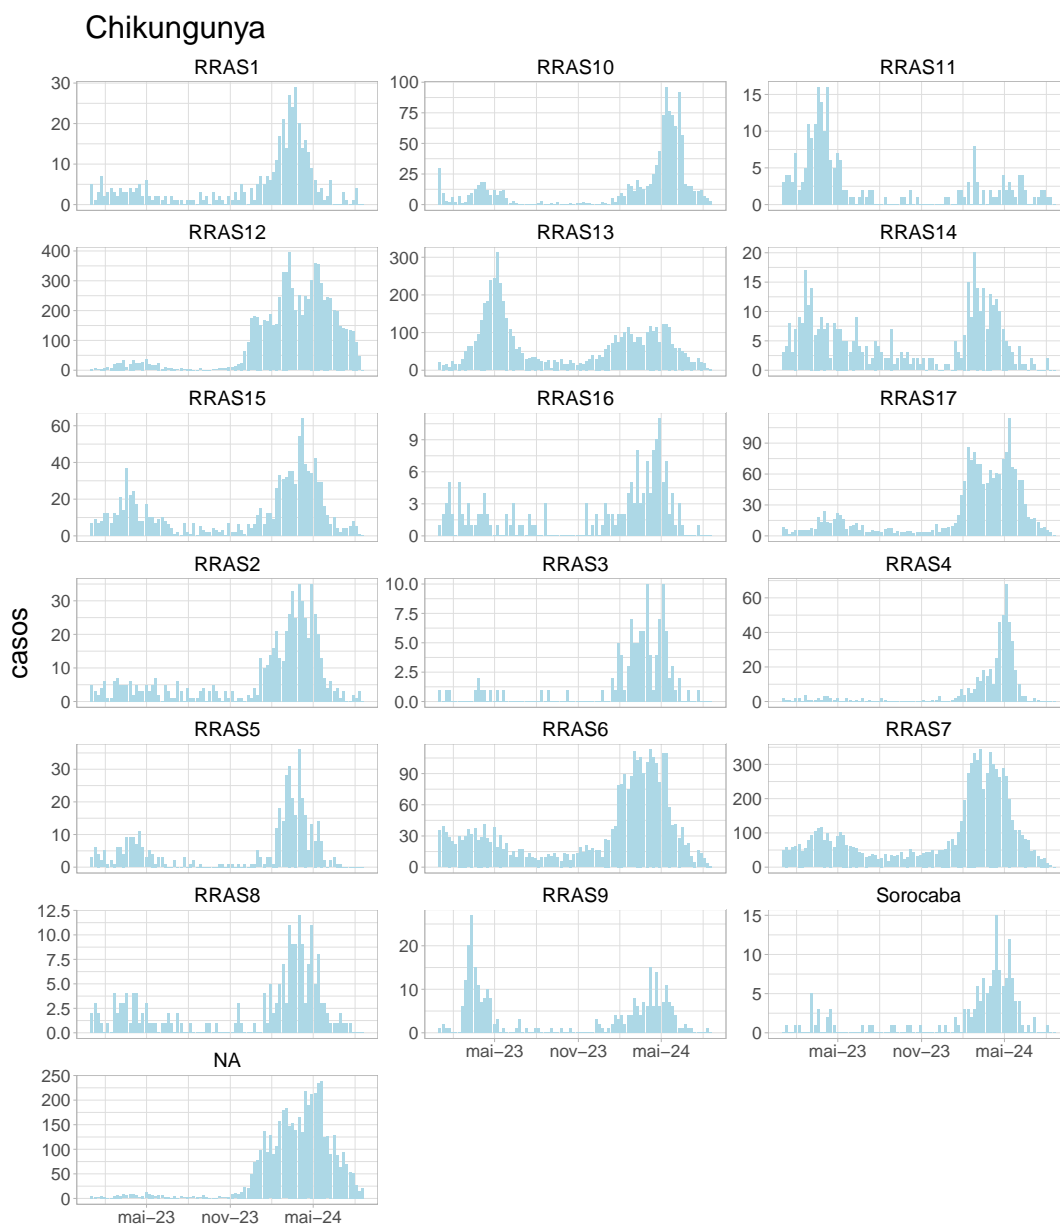 Chikungunya
RRAS1 RRAS10 RRAS11
30 20 10 0
100 75 50 25 0
15 10 5 0
RRAS12 RRAS13 RRAS14
400 300 200 100 0
300 200 100 0
20 15 10 5 0
RRAS15 RRAS16 RRAS17
60 40 20 0
9 6 3 0
90 60 30 0
RRAS2 RRAS3 RRAS4
30 20 10 0
10.0 7.5 5.0 2.5 0.0
60 40 20 0
casos
RRAS5 RRAS6 RRAS7
30 20 10 0
90 60 30 0
300 200 100 0
RRAS8 RRAS9 Sorocaba
12.5 10.0 7.5 5.0 2.5 0.0
20 10 0
15 10 5 0
mai–23 nov–23 mai–24
mai–23 nov–23 mai–24
NA
250 200 150 100 50 0
mai–23 nov–23 mai–24